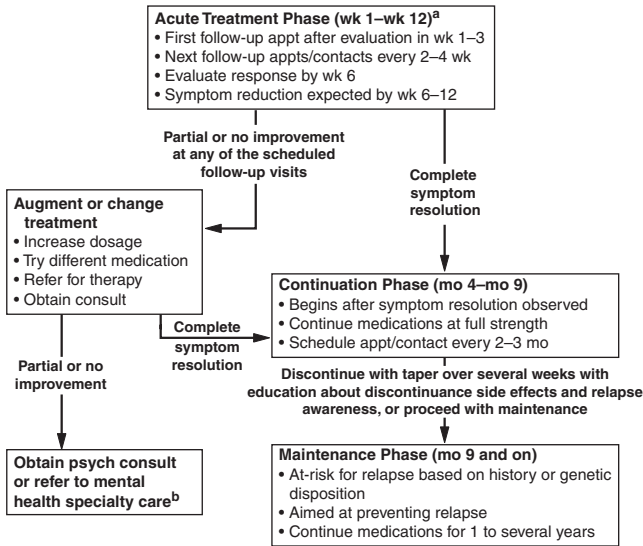 Acute Treatment Phase (wk 1–wk 12)a
• First follow-up appt after evaluation in wk 1–3
• Next follow-up appts/contacts every 2–4 wk
• Evaluate response by wk 6
• Symptom reduction expected by wk 6–12
Partial or no improvement
at any of the scheduled
follow-up visits
Complete
symptom
resolution
Augment or change
treatment
• Increase dosage
• Try different medication
• Refer for therapy
• Obtain consult
Continuation Phase (mo 4–mo 9)
• Begins after symptom resolution observed
• Continue medications at full strength
• Schedule appt/contact every 2–3 mo
Complete
symptom
resolution
Partial or no
improvement
Discontinue with taper over several weeks with
education about discontinuance side effects and relapse
awareness, or proceed with maintenance
Obtain psych consult
or refer to mental
health specialty careb
Maintenance Phase (mo 9 and on)
• At-risk for relapse based on history or genetic
disposition
• Aimed at preventing relapse
• Continue medications for 1 to several years